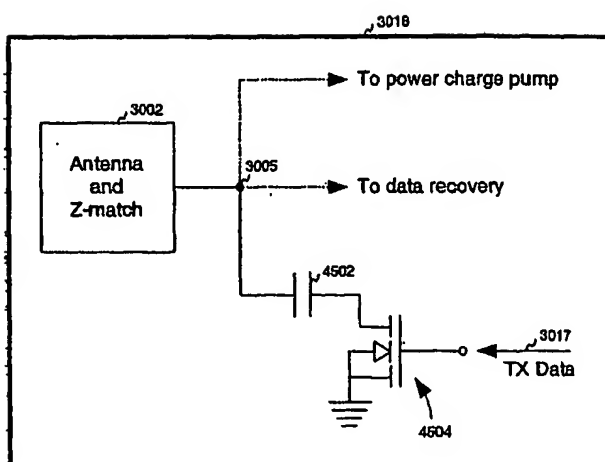 3018
To power charge pump
3002
Antenna
and
Z-match
3005
To data recovery
4502
3017
TX Data
4504